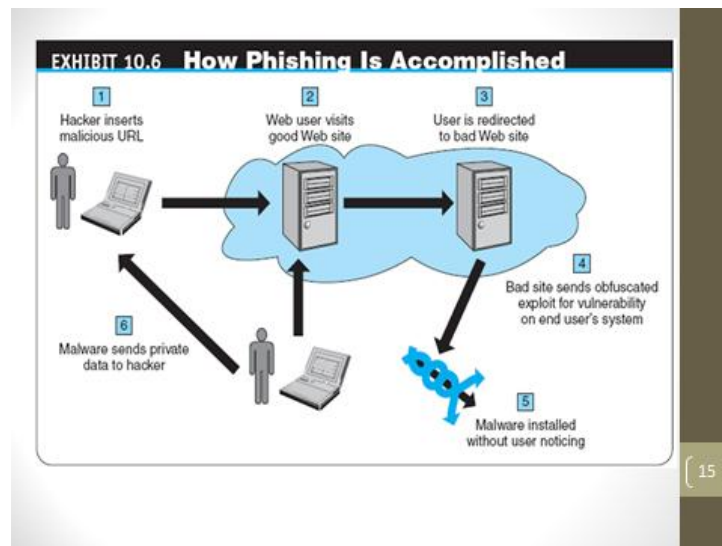 EXHIBIT 10.6 How Phishing Is Accomplished
1
Hacker inserts
malicious URL
2
Web user visits
good Web site
3
User is redirected
to bad Web site
4
Bad site sends obfuscated
exploit for vulnerability
on end user's system
5
Malware installed
without user noticing
6
Malware sends private
data to hacker
15